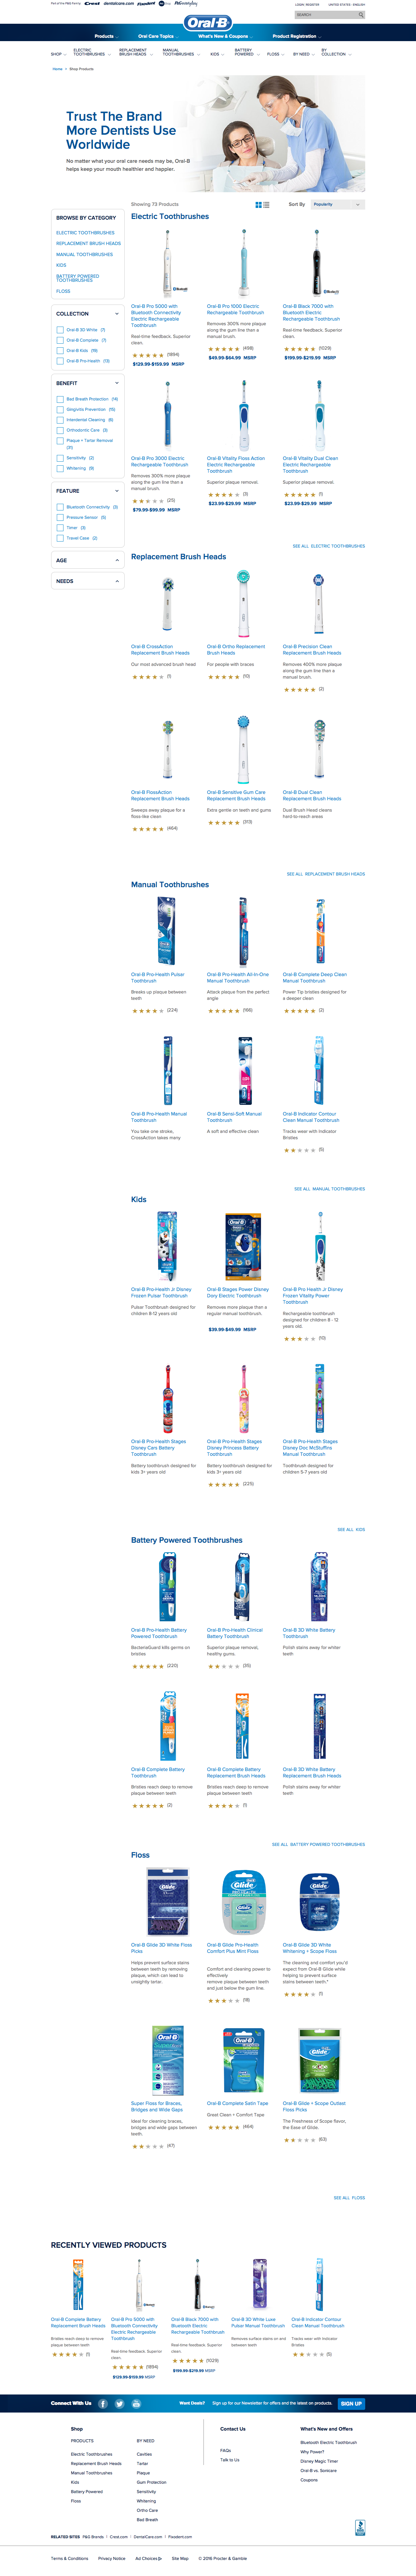 Part of the P&G Family
Crest
dentalcare.com
Fixodent
P&G everyday
LOGIN REGISTER
UNITED STATES - ENGLISH
SEARCH
Oral-B
Products
Oral Care Topics
What's New & Coupons
Product Registration
SHOP
ELECTRIC TOOTHBRUSHES
REPLACEMENT BRUSH HEADS
MANUAL TOOTHBRUSHES
KIDS
BATTERY POWERED
FLOSS
BY NEED
BY COLLECTION
Home > Shop Products
Trust The Brand
More Dentists Use
Worldwide
No matter what your oral care needs may be, Oral-B
helps keep your mouth healthier and happier.
BROWSE BY CATEGORY
ELECTRIC TOOTHBRUSHES
REPLACEMENT BRUSH HEADS
MANUAL TOOTHBRUSHES
KIDS
BATTERY POWERED
TOOTHBRUSHES
FLOSS
COLLECTION
Oral-B 3D White (7)
Oral-B Complete (7)
Oral-B Kids (19)
Oral-B Pro-Health (13)
BENEFIT
Bad Breath Protection (14)
Gingivitis Prevention (15)
Interdental Cleaning (8)
Orthodontic Care (3)
Plaque + Tartar Removal
(31)
Sensitivity (2)
Whitening (9)
FEATURE
Bluetooth Connectivity (3)
Pressure Sensor (5)
Timer (3)
Travel Case (2)
AGE
NEEDS
Showing 73 Products
Sort By
Popularity
Electric Toothbrushes
Bluetooth
Oral-B Pro 5000 with
Bluetooth Connectivity
Electric Rechargeable
Toothbrush
Real-time feedback. Superior
clean.
(1894)
$129.99-$159.99 MSRP
Oral-B Pro 1000 Electric
Rechargeable Toothbrush
Removes 300% more plaque
along the gum line than a
manual brush.
(498)
$49.99-$64.99 MSRP
Bluetooth
Oral-B Black 7000 with
Bluetooth Electric
Rechargeable Toothbrush
Real-time feedback. Superior
clean.
(1029)
$199.99-$219.99 MSRP
Oral-B Pro 3000 Electric
Rechargeable Toothbrush
Removes 300% more plaque
along the gum line than a
manual brush.
(25)
$79.99-$99.99 MSRP
Oral-B Vitality Floss Action
Electric Rechargeable
Toothbrush
Superior plaque removal.
(3)
$23.99-$29.99 MSRP
Oral-B Vitality Dual Clean
Electric Rechargeable
Toothbrush
Superior plaque removal.
(1)
$23.99-$29.99 MSRP
SEE ALL ELECTRIC TOOTHBRUSHES
Replacement Brush Heads
Oral-B CrossAction
Replacement Brush Heads
Our most advanced brush head
(1)
Oral-B Ortho Replacement
Brush Heads
For people with braces
(10)
Oral-B Precision Clean
Replacement Brush Heads
Removes 400% more plaque
along the gum line than a
manual brush.
(2)
Oral-B FlossAction
Replacement Brush Heads
Sweeps away plaque for a
floss-like clean
(464)
Oral-B Sensitive Gum Care
Replacement Brush Heads
Extra gentle on teeth and gums
(313)
Oral-B Dual Clean
Replacement Brush Heads
Dual Brush Head cleans
hard-to-reach areas
SEE ALL REPLACEMENT BRUSH HEADS
Manual Toothbrushes
Oral-B Pro-Health Pulsar
Toothbrush
Breaks up plaque between
teeth
(224)
Oral-B Pro-Health All-In-One
Manual Toothbrush
Attack plaque from the perfect
angle
(166)
Oral-B Complete Deep Clean
Manual Toothbrush
Power Tip bristles designed for
a deeper clean
(2)
Oral-B Pro-Health Manual
Toothbrush
You take one stroke,
CrossAction takes many
Oral-B Sensi-Soft Manual
Toothbrush
A soft and effective clean
Oral-B Indicator Contour
Clean Manual Toothbrush
Tracks wear with Indicator
Bristles
(5)
SEE ALL MANUAL TOOTHBRUSHES
Kids
Oral-B Pro-Health Jr Disney
Frozen Pulsar Toothbrush
Pulsar Toothbrush designed for
children 8-12 years old
Oral-B Stages Power Disney
Dory Electric Toothbrush
Removes more plaque than a
regular manual toothbrush.
$39.99-$49.99 MSRP
Oral-B Pro Health Jr Disney
Frozen Vitality Power
Toothbrush
Rechargeable toothbrush
designed for children 8 - 12
years old.
(10)
Oral-B Pro-Health Stages
Disney Cars Battery
Toothbrush
Battery toothbrush designed for
kids 3+ years old
Oral-B Pro-Health Stages
Disney Princess Battery
Toothbrush
Battery toothbrush designed for
kids 3+ years old
(225)
Oral-B Pro-Health Stages
Disney Doc McStuffins
Manual Toothbrush
Toothbrush designed for
children 5-7 years old
SEE ALL KIDS
Battery Powered Toothbrushes
Oral-B Pro-Health Battery
Powered Toothbrush
BacteriaGuard kills germs on
bristles
(220)
Oral-B Pro-Health Clinical
Battery Toothbrush
Superior plaque removal,
healthy gums.
(35)
Oral-B 3D White Battery
Toothbrush
Polish stains away for whiter
teeth
Oral-B Complete Battery
Toothbrush
Bristles reach deep to remove
plaque between teeth
(2)
Oral-B Complete Battery
Replacement Brush Heads
Bristles reach deep to remove
plaque between teeth
(1)
Oral-B 3D White Battery
Replacement Brush Heads
Polish stains away for whiter
teeth
SEE ALL BATTERY POWERED TOOTHBRUSHES
Floss
Oral-B Glide 3D White Floss
Picks
Helps prevent surface stains
between teeth by removing
plaque, which can lead to
unsightly tartar.
Oral-B Glide Pro-Health
Comfort Plus Mint Floss
Comfort and cleaning power to
effectively
remove plaque between teeth
and just below the gum line.
(18)
Oral-B Glide 3D White
Whitening + Scope Floss
The cleaning and comfort you'd
expect from Oral-B Glide while
helping to prevent surface
stains between teeth.*
(1)
Super Floss for Braces,
Bridges and Wide Gaps
Ideal for cleaning braces,
bridges and wide gaps between
teeth.
(47)
Oral-B Complete Satin Tape
Great Clean + Comfort Tape
(464)
Oral-B Glide + Scope Outlast
Floss Picks
The Freshness of Scope flavor,
the Ease of Glide.
(63)
SEE ALL FLOSS
RECENTLY VIEWED PRODUCTS
Oral-B Complete Battery
Replacement Brush Heads
Bristles reach deep to remove
plaque between teeth
(1)
Oral-B Pro 5000 with
Bluetooth Connectivity
Electric Rechargeable
Toothbrush
Real-time feedback. Superior
clean.
(1894)
$129.99-$159.99 MSRP
Oral-B Black 7000 with
Bluetooth Electric
Rechargeable Toothbrush
Real-time feedback. Superior
clean.
(1029)
$199.99-$219.99 MSRP
Oral-B 3D White Luxe
Pulsar Manual Toothbrush
Removes surface stains on and
between teeth
Oral-B Indicator Contour
Clean Manual Toothbrush
Tracks wear with Indicator
Bristles
(5)
Connect With Us
Want Deals?
Sign up for our Newsletter for offers and the latest on products.
SIGN UP
Shop
PRODUCTS
Electric Toothbrushes
Replacement Brush Heads
Manual Toothbrushes
Kids
Battery Powered
Floss
BY NEED
Cavities
Tartar
Plaque
Gum Protection
Sensitivity
Whitening
Ortho Care
Bad Breath
Contact Us
FAQs
Talk to Us
What's New and Offers
Bluetooth Electric Toothbrush
Why Power?
Disney Magic Timer
Oral-B vs. Sonicare
Coupons
RELATED SITES P&G Brands | Crest.com | DentalCare.com | Fixodent.com
Terms & Conditions
Privacy Notice
Ad Choices
Site Map
© 2016 Procter & Gamble